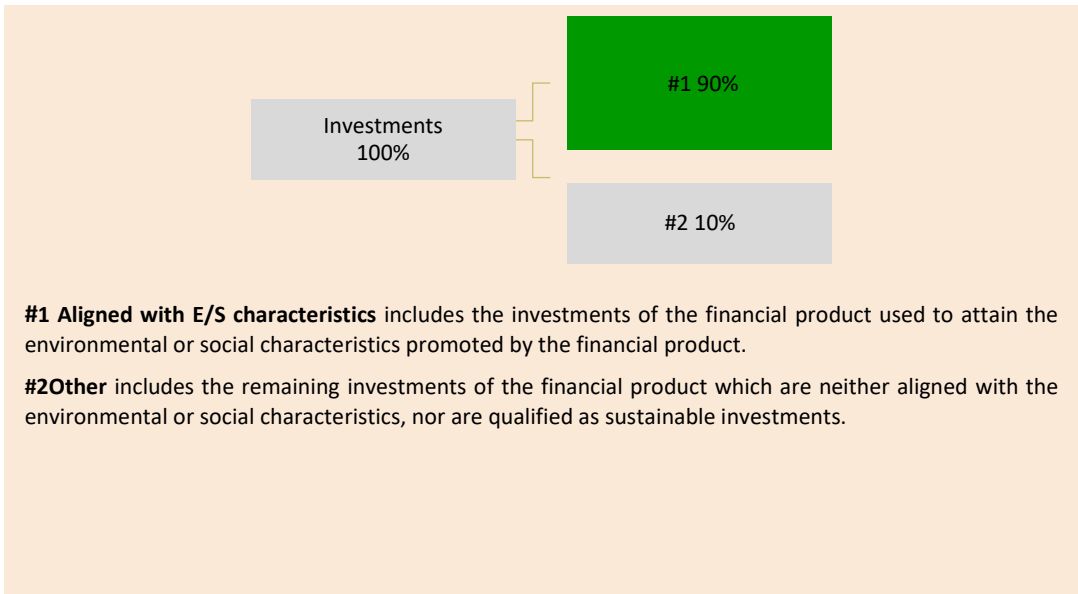 #1 90%
Investments
100%
#2 10%
#1 Aligned with E/S characteristics includes the investments of the financial product used to attain the
environmental or social characteristics promoted by the financial product.
#2Other includes the remaining investments of the financial product which are neither aligned with the
environmental or social characteristics, nor are qualified as sustainable investments.